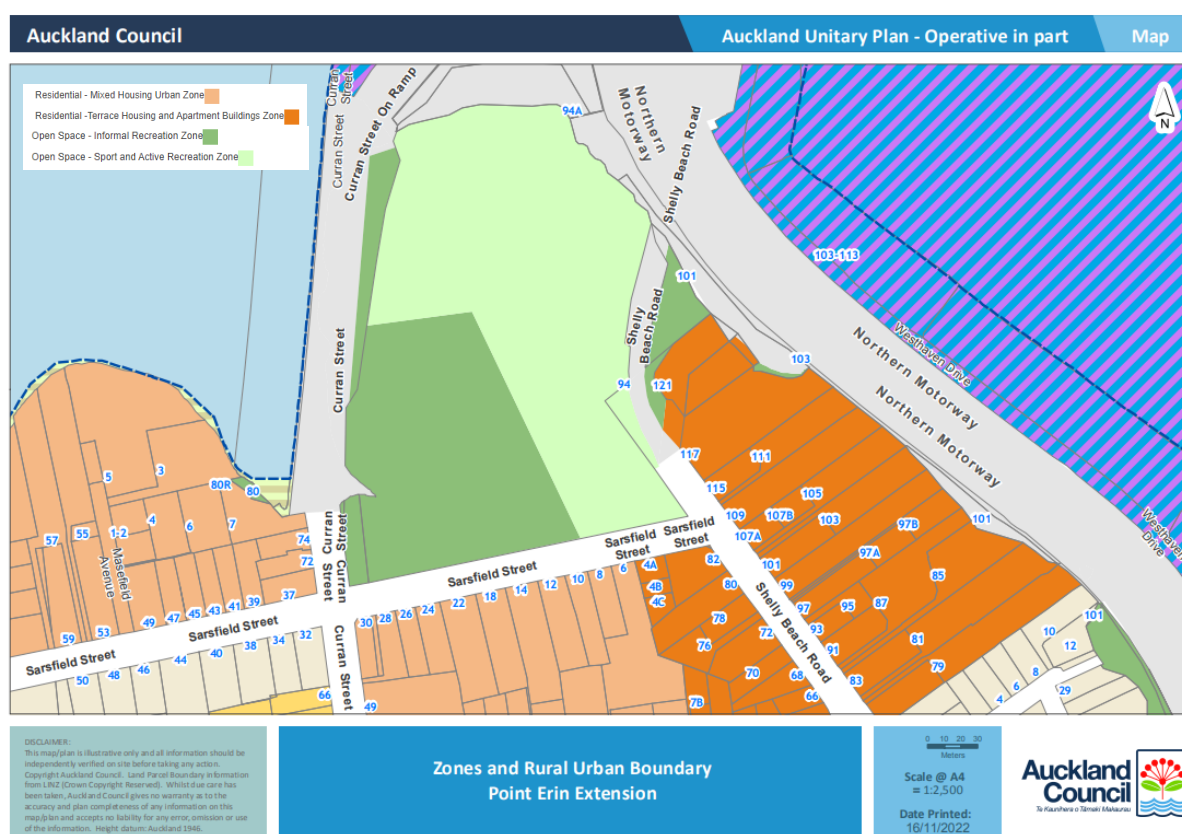 Auckland Council
Auckland Unitary Plan - Operative in part
Map
Residential - Mixed Housing Urban Zone
Residential -Terrace Housing and Apartment Buildings Zone
Open Space - Informal Recreation Zone
Open Space - Sport and Active Recreation Zone
Curran
Street
Curran Street
Curran Street On Ramp
94A
Northern
Motorway
Shelly Beach Road
N
103-113
101
Shelly
Beach Road
Curran Street
Westhaven Drive
Northern Motorway
Northern Motorway
103
94
121
117
111
115
105
109
107B
103
107A
97B
101
Westhaven
Drive
5
3
80R
80
57
55
1-2
4
6
7
74
72
Masefield
Avenue
Curran
Street
Curran
Street
59
53
49
47
45
43
41
39
37
Sarsfield Street
Sarsfield Street
Sarsfield Street
Sarsfield
Street
Sarsfield
Street
50
48
46
44
40
38
34
32
66
49
Curran Street
30
28
26
24
22
18
14
12
10
8
6
4A
4B
4C
82
80
78
76
72
70
68
66
7B
Shelly Beach Road
101
99
97
97A
95
87
85
93
91
83
81
79
101
10
12
8
6
4
29
DISCLAIMER:
This map/plan is illustrative only and all information should be
independently verified on site before taking any action.
Copyright Auckland Council. Land Parcel Boundary information
from LINZ (Crown Copyright Reserved). Whilst due care has
been taken, Auckland Council gives no warranty as to the
accuracy and plan completeness of any information on this
map/plan and accepts no liability for any error, omission or use
of the information. Height datum: Auckland 1946.
Zones and Rural Urban Boundary
Point Erin Extension
0 10 20 30
Meters
Scale @ A4
= 1:2,500
Date Printed:
16/11/2022
Auckland
Council
Te Kaunihera o Tāmaki Makaurau